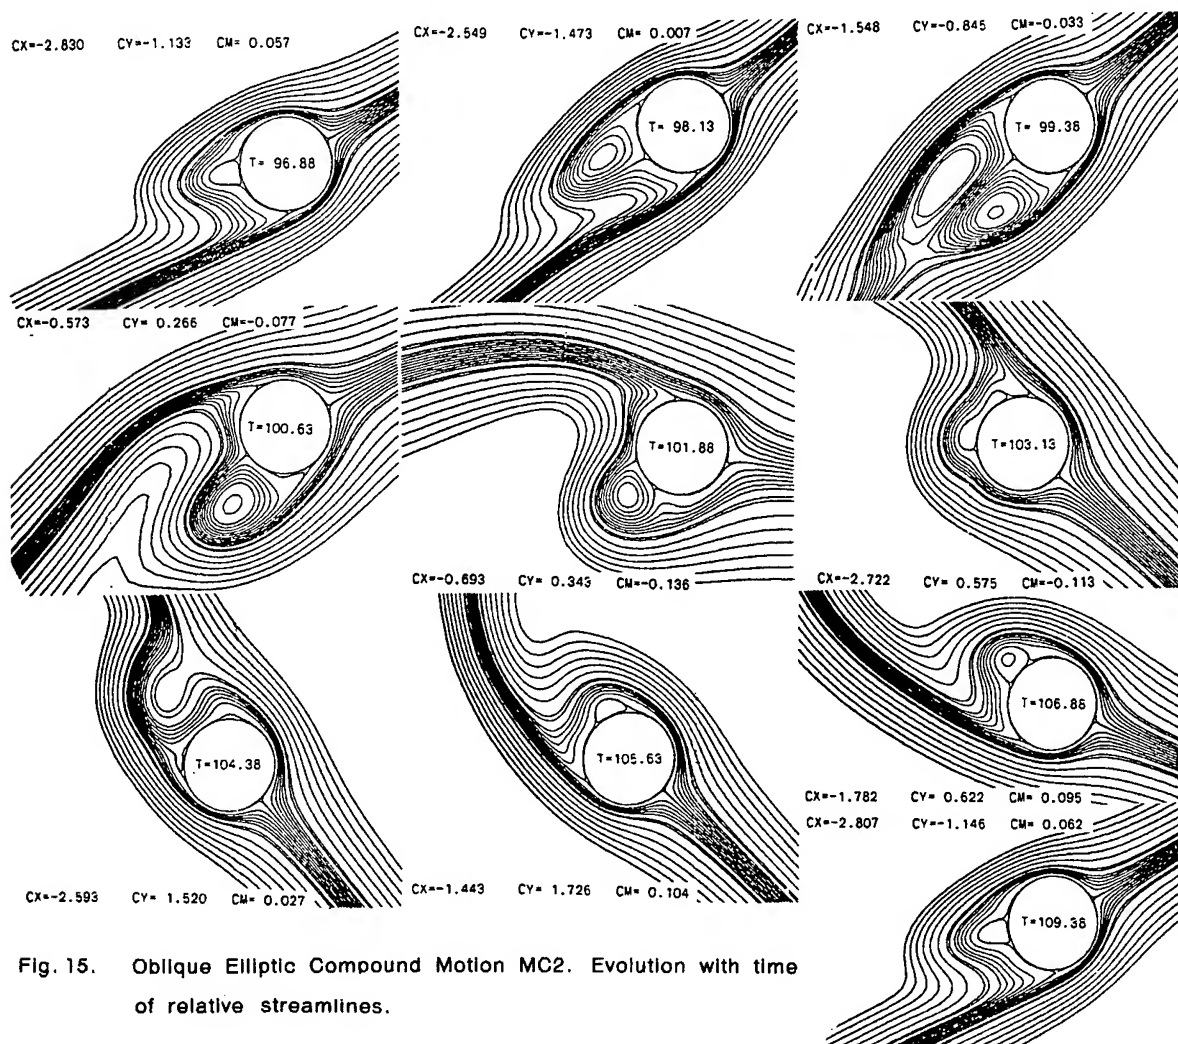 CX=-2.830 CY=-1.133 CM= 0.057
T= 96.88
CX=-2.549 CY=-1.473 CM= 0.007
T= 98.13
CX=-1.548 CY=-0.845 CM=-0.033
T= 99.38
CX=-0.573 CY= 0.266 CM=-0.077
T=100.63
T=101.88
CX=-0.693 CY= 0.343 CM=-0.136
T=103.13
CX=-2.722 CY= 0.575 CM=-0.113
T=104.38
CX=-2.593 CY= 1.520 CM= 0.027
T=105.63
CX=-1.443 CY= 1.726 CM= 0.104
T=106.88
CX=-1.782 CY= 0.622 CM= 0.095
CX=-2.807 CY=-1.146 CM= 0.062
T=109.38
Fig. 15. Oblique Elliptic Compound Motion MC2. Evolution with time
of relative streamlines.